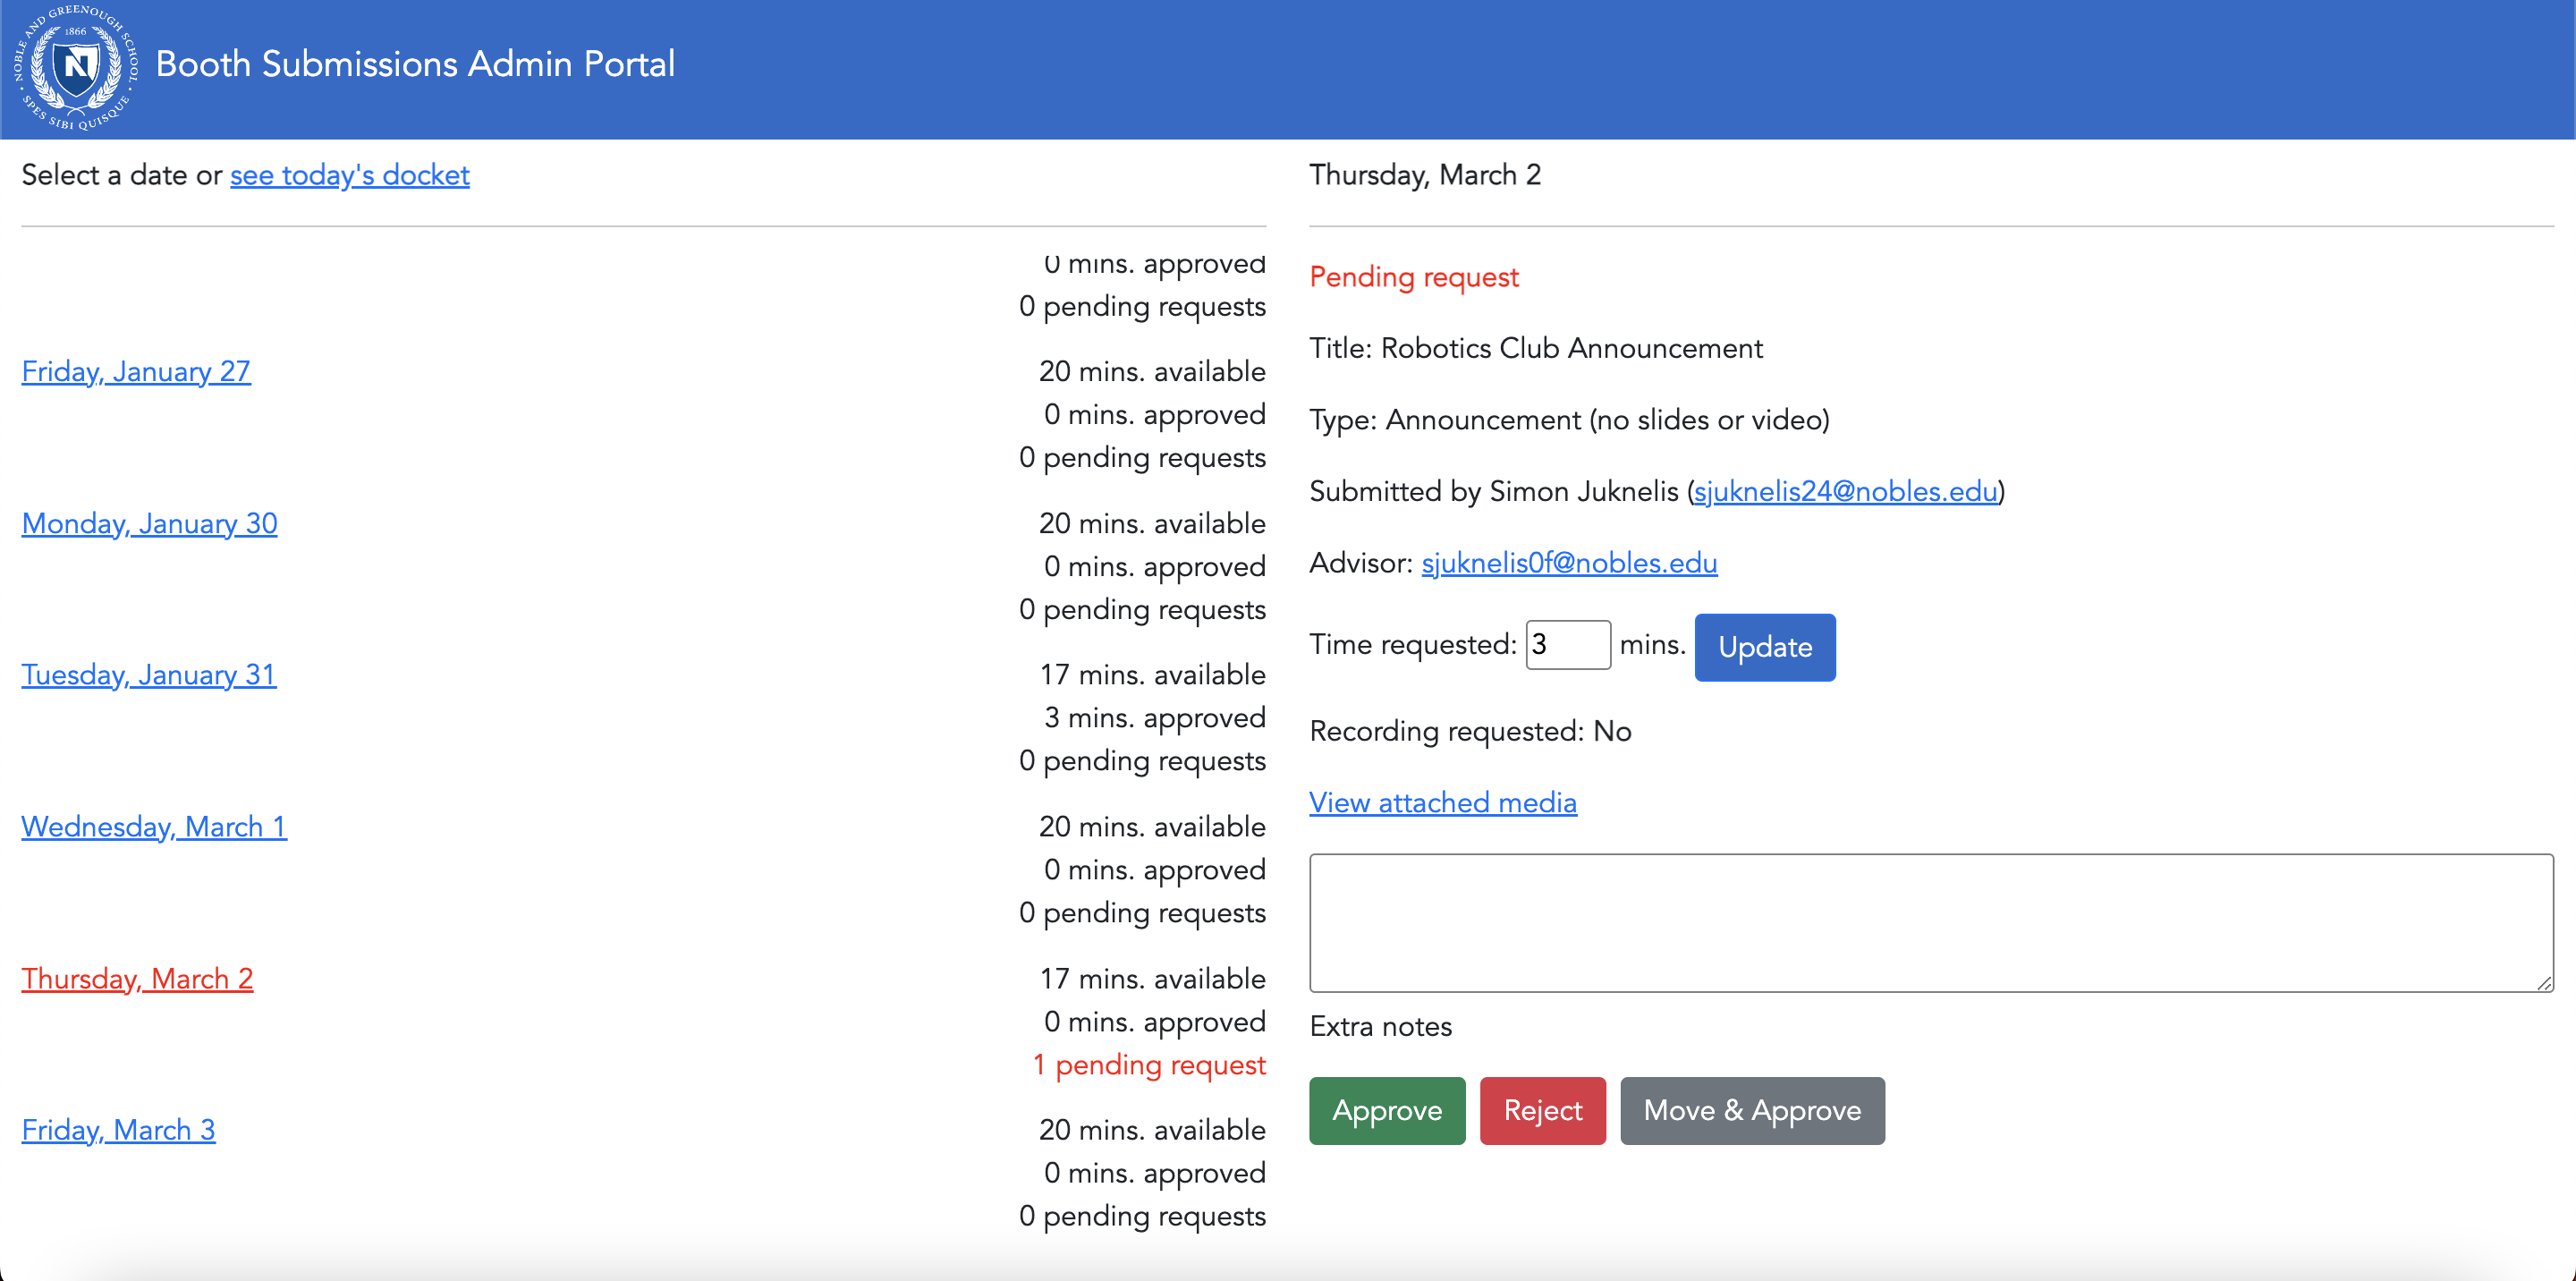 NOBLE AND GREENOUGH SCHOOL
1866
N
SPES SIBI QUISQUE
Booth Submissions Admin Portal
Select a date or see today's docket
0 mins. approved
0 pending requests
Friday, January 27
20 mins. available
0 mins. approved
0 pending requests
Monday, January 30
20 mins. available
0 mins. approved
0 pending requests
Tuesday, January 31
17 mins. available
3 mins. approved
0 pending requests
Wednesday, March 1
20 mins. available
0 mins. approved
0 pending requests
Thursday, March 2
17 mins. available
0 mins. approved
1 pending request
Friday, March 3
20 mins. available
0 mins. approved
0 pending requests
Thursday, March 2
Pending request
Title: Robotics Club Announcement
Type: Announcement (no slides or video)
Submitted by Simon Juknelis (sjuknelis24@nobles.edu)
Advisor: sjuknelis0f@nobles.edu
Time requested: 3 mins. Update
Recording requested: No
View attached media
Extra notes
Approve Reject Move & Approve